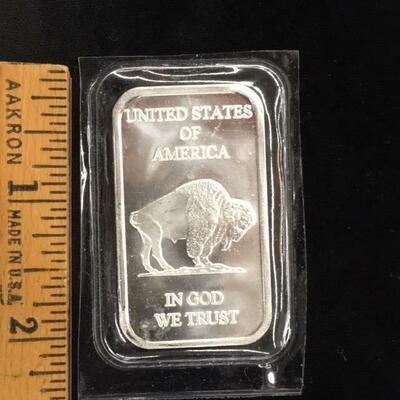 AAKRON
MADE IN U.S.A.
1
2
UNITED STATES
OF
AMERICA
IN GOD
WE TRUST